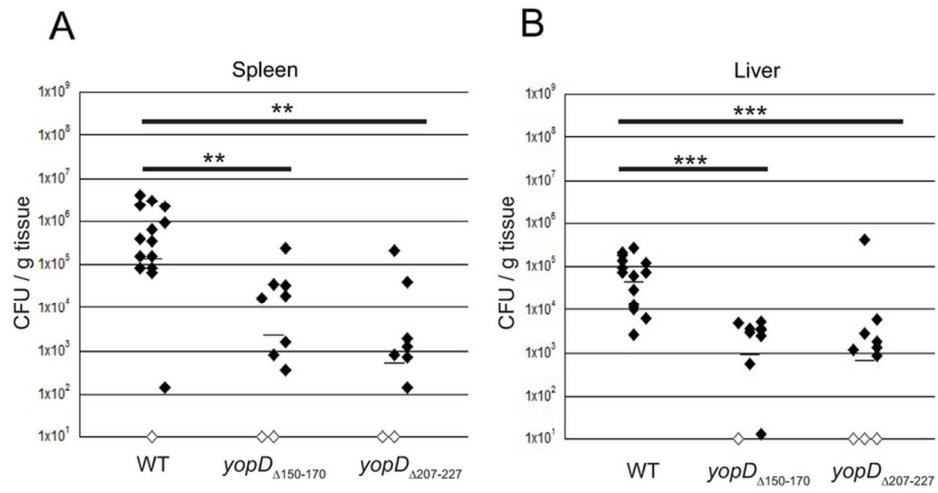 A
Spleen
CFU / g tissue
1x10⁹
1x10⁸
1x10⁷
1x10⁶
1x10⁵
1x10⁴
1x10³
1x10²
1x10¹
**
**
WT
yopDΔ150-170
yopDΔ207-227
B
Liver
CFU / g tissue
1x10⁹
1x10⁸
1x10⁷
1x10⁶
1x10⁵
1x10⁴
1x10³
1x10²
1x10¹
***
***
WT
yopDΔ150-170
yopDΔ207-227